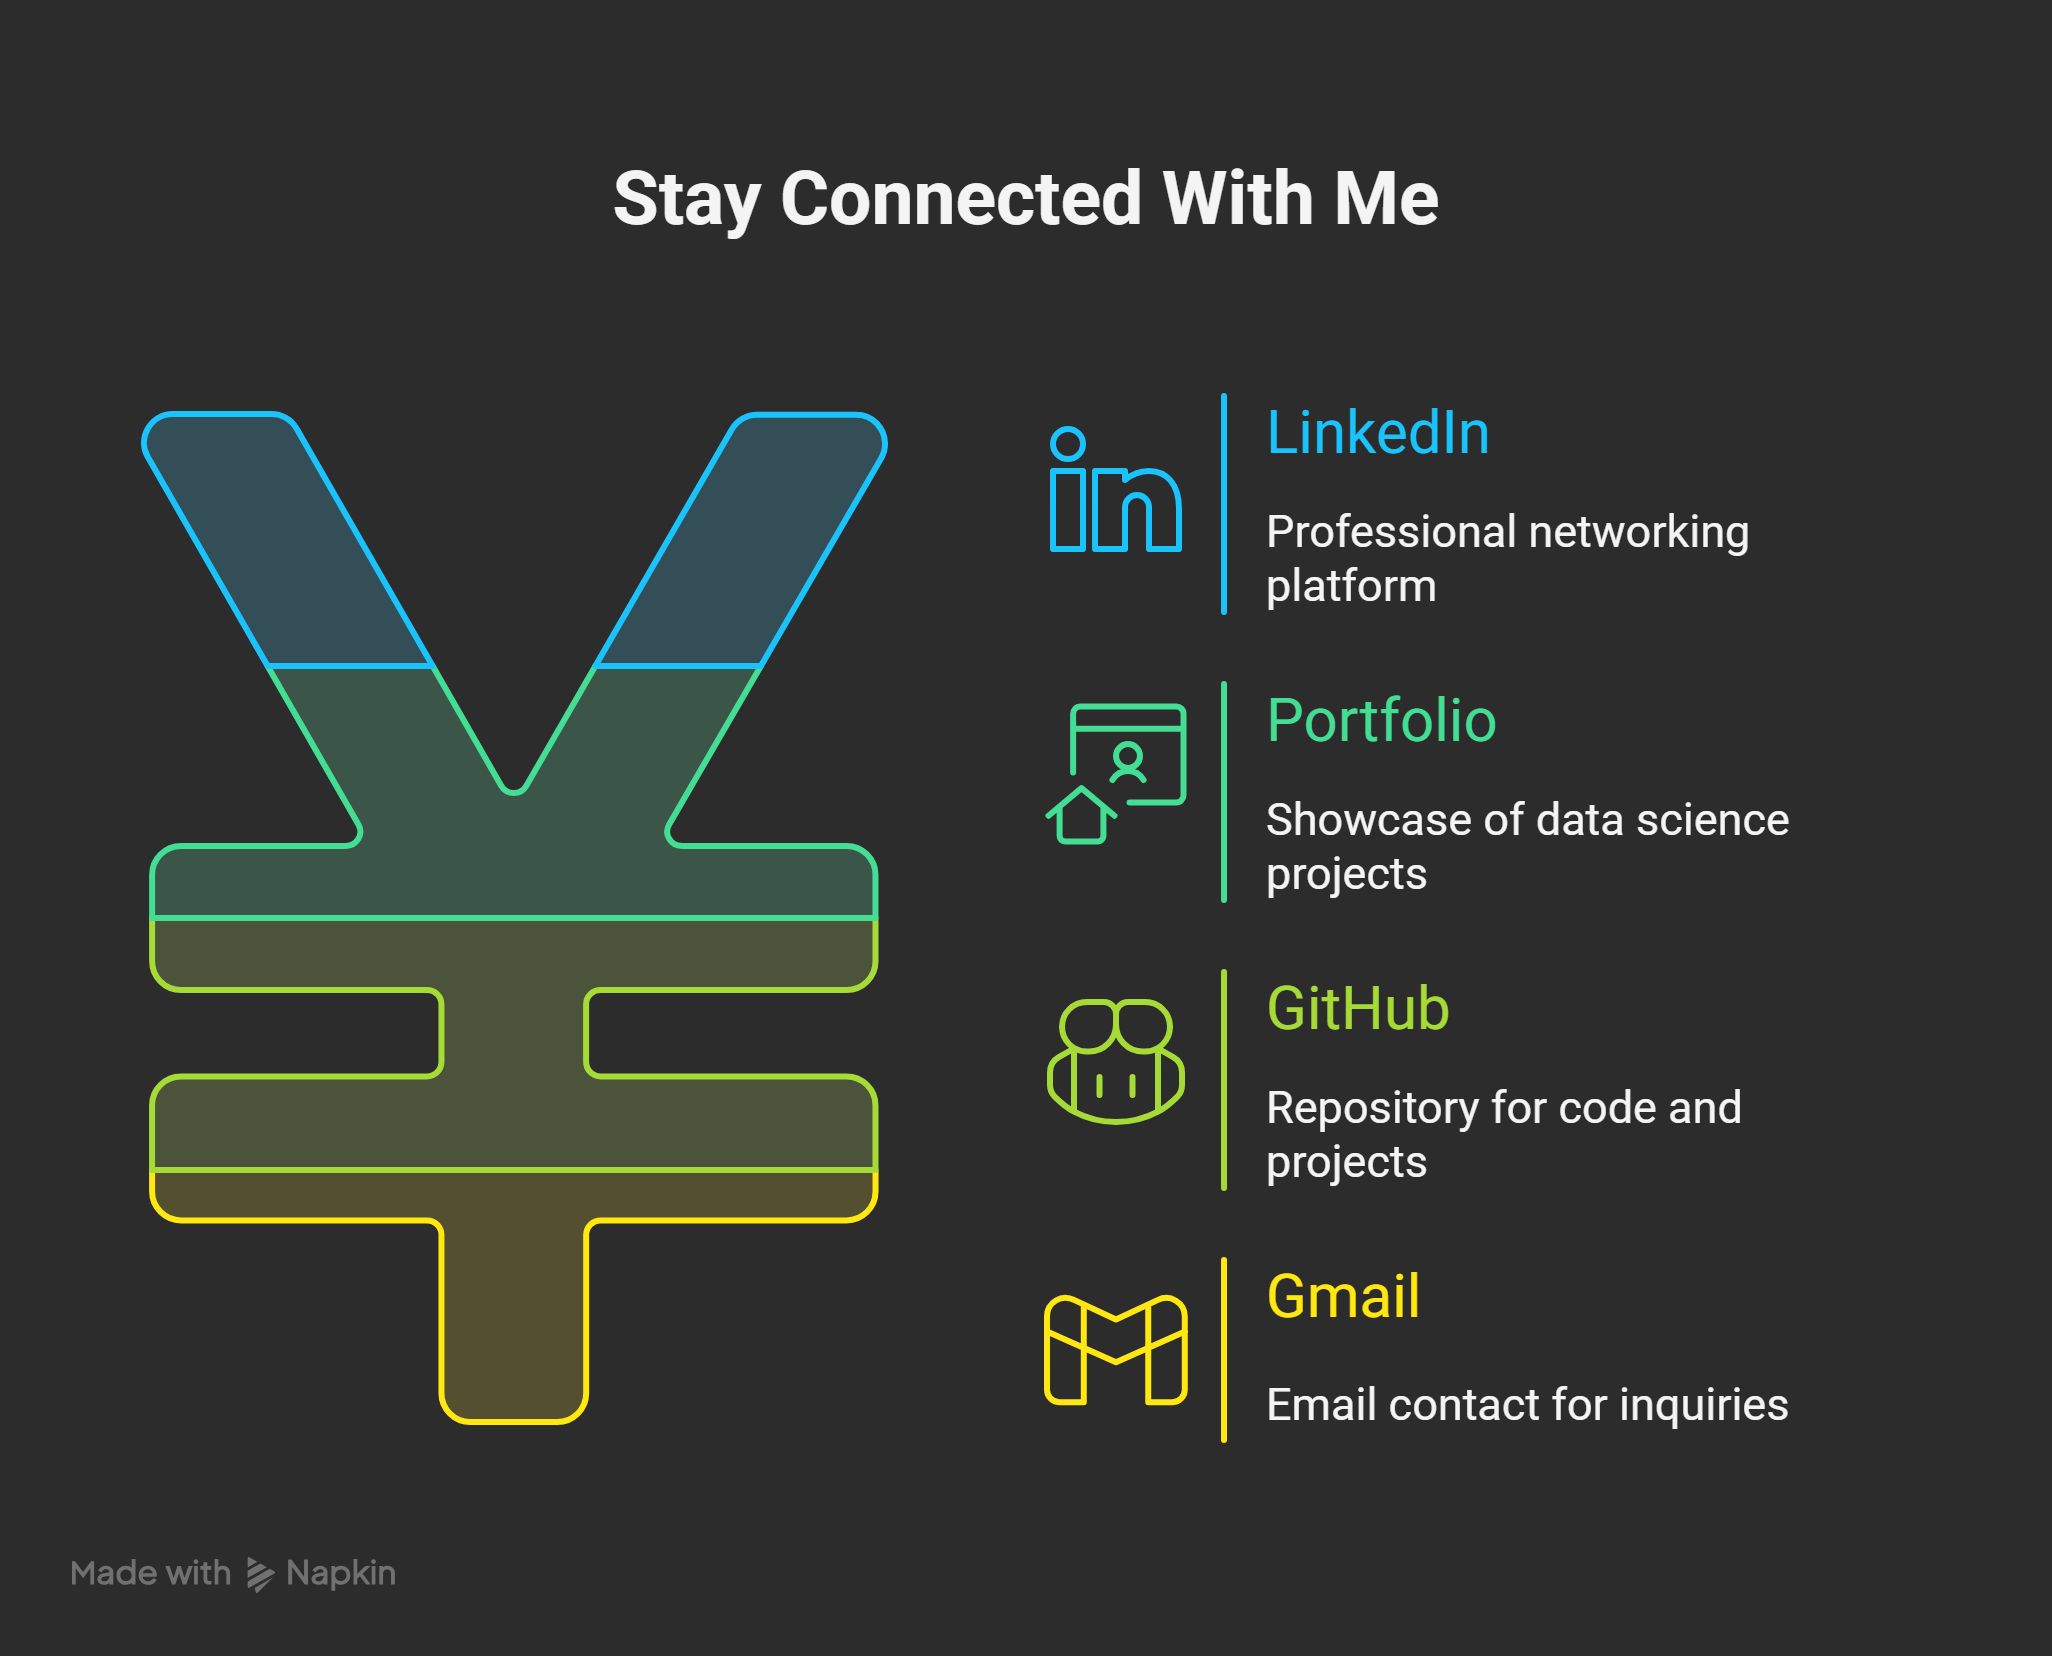 Stay Connected With Me
LinkedIn
Professional networking
platform
Portfolio
Showcase of data science
projects
GitHub
Repository for code and
projects
Gmail
Email contact for inquiries
Made with Napkin